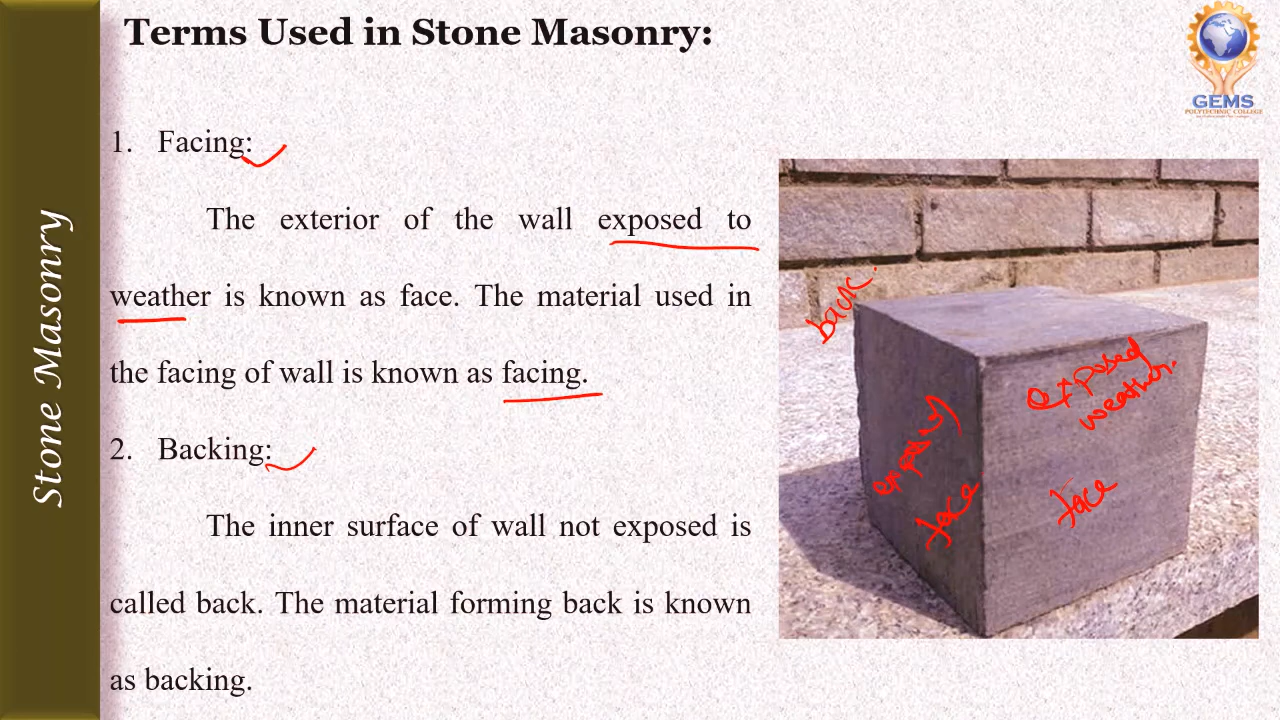 Terms Used in Stone Masonry:
GEMS
POLYTECHNIC COLLEGE
1. Facing:
The exterior of the wall exposed to
weather is known as face. The material used in
the facing of wall is known as facing.
2. Backing:
The inner surface of wall not exposed is
called back. The material forming back is known
as backing.
Stone Masonry
back.
exposed
weather.
face
face